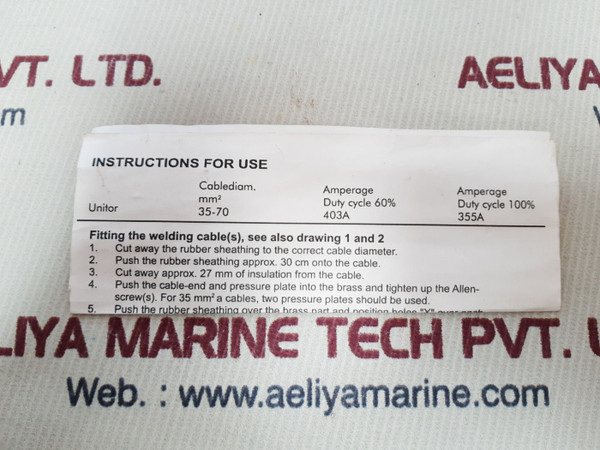 VT. LTD.
AELIYA
m
INSTRUCTIONS FOR USE
Cablediam. Amperage Amperage
mm² Duty cycle 60% Duty cycle 100%
Unitor 35-70 403A 355A
Fitting the welding cable(s), see also drawing 1 and 2
1. Cut away the rubber sheathing to the correct cable diameter.
2. Push the rubber sheathing approx. 30 cm onto the cable.
3. Cut away approx. 27 mm of insulation from the cable.
4. Push the cable-end and pressure plate into the brass and tighten up the Allen-
screw(s). For 35 mm² a cables, two pressure plates should be used.
5. Push the rubber sheathing over the brass part and position holes "X" over each
ELIYA MARINE TECH PVT. L
Web. : www.aeliyamarine.com